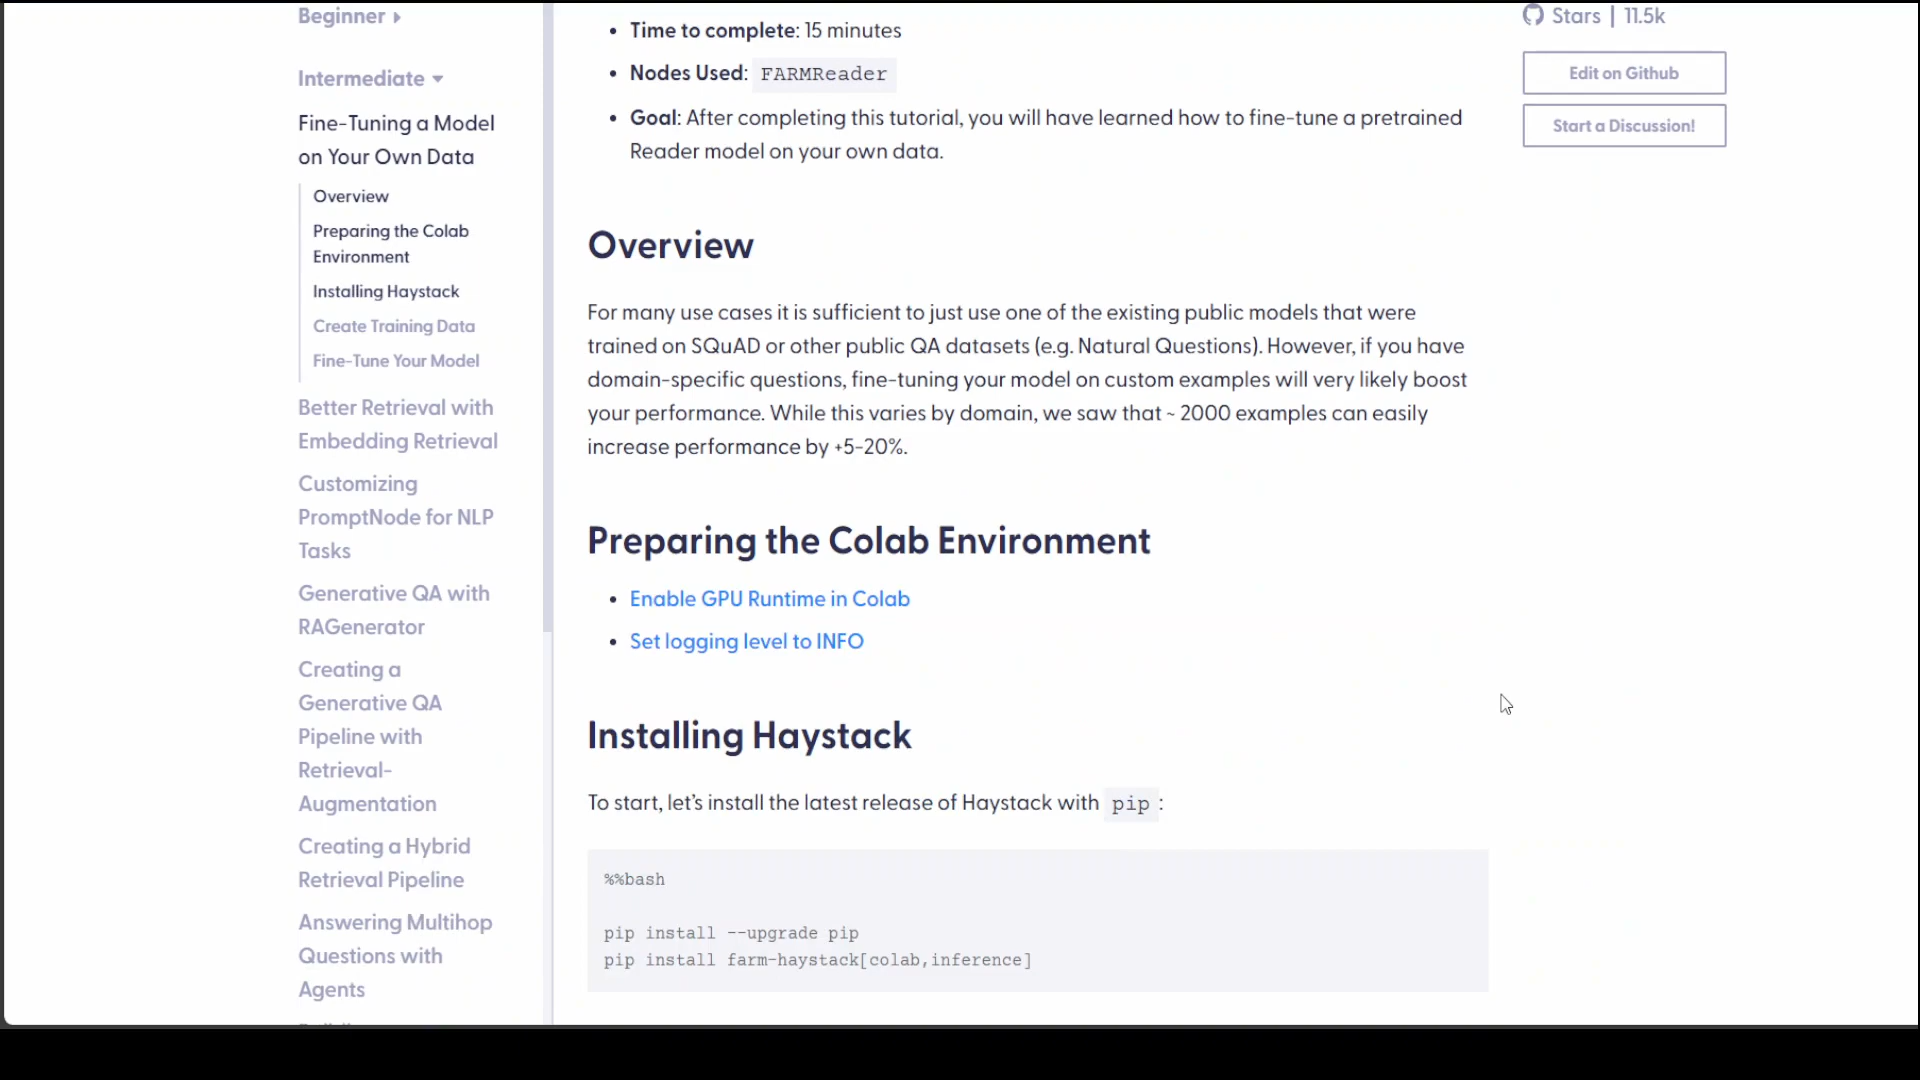 Beginner
Intermediate
Fine-Tuning a Model
on Your Own Data
Overview
Preparing the Colab
Environment
Installing Haystack
Create Training Data
Fine-Tune Your Model
Better Retrieval with
Embedding Retrieval
Customizing
PromptNode for NLP
Tasks
Generative QA with
RAGenerator
Creating a
Generative QA
Pipeline with
Retrieval-
Augmentation
Creating a Hybrid
Retrieval Pipeline
Answering Multihop
Questions with
Agents
• Time to complete: 15 minutes
• Nodes Used: FARMReader
• Goal: After completing this tutorial, you will have learned how to fine-tune a pretrained
Reader model on your own data.
Overview
For many use cases it is sufficient to just use one of the existing public models that were
trained on SQuAD or other public QA datasets (e.g. Natural Questions). However, if you have
domain-specific questions, fine-tuning your model on custom examples will very likely boost
your performance. While this varies by domain, we saw that ~ 2000 examples can easily
increase performance by +5-20%.
Preparing the Colab Environment
• Enable GPU Runtime in Colab
• Set logging level to INFO
Installing Haystack
To start, let’s install the latest release of Haystack with pip :
%%bash
pip install --upgrade pip
pip install farm-haystack[colab,inference]
Stars | 11.5k
Edit on Github
Start a Discussion!